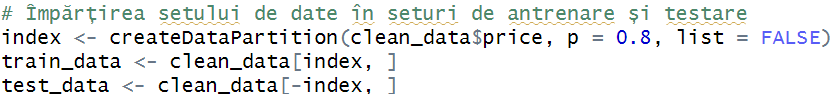 # Împărțirea setului de date în seturi de antrenare și testare
index <- createDataPartition(clean_data$price, p = 0.8, list = FALSE)
train_data <- clean_data[index, ]
test_data <- clean_data[-index, ]